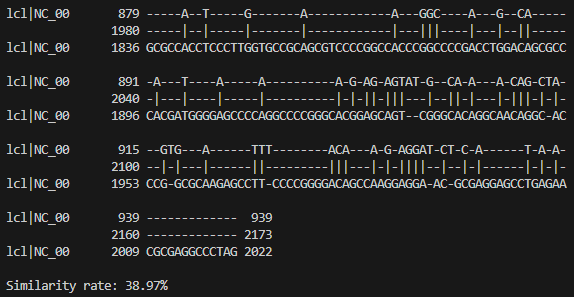 lcl|NC_00 879 -----A--T-----G-------A------------A---GGC----A---G--CA-----
1980 -----|--|-----|-------|------------|---|||----|---|--||-----
lcl|NC_00 1836 GCGCCACCTCCCTTGGTGCCGCAGCGTCCCCGGCCACCCGGCCCCGACCTGGACAGCGCC
lcl|NC_00 891 -A---T----A-----A----------A-G-AG-AGTAT-G--CA-A---A-CAG-CTA-
2040 -|---|----|-----|----------|-|-||-|||---|--||-|---|-|||-|-|-
lcl|NC_00 1896 CACGATGGGGAGCCCCAGGCCCCGGGCACGGAGCAGT--CGGGCACAGGCAACAGGC-AC
lcl|NC_00 915 --GTG---A------TTT--------ACA---A-G-AGGAT-CT-C-A------T-A-A-
2100 --|-|---|------||---------|||---|-|-||||--|--|-|------|-|-|-
lcl|NC_00 1953 CCG-GCGCAAGAGCCTT-CCCCGGGGACAGCCAAGGAGGA-AC-GCGAGGAGCCTGAGAA
lcl|NC_00 939 ------------- 939
2160 ------------- 2173
lcl|NC_00 2009 CGCGAGGCCCTAG 2022
Similarity rate: 38.97%